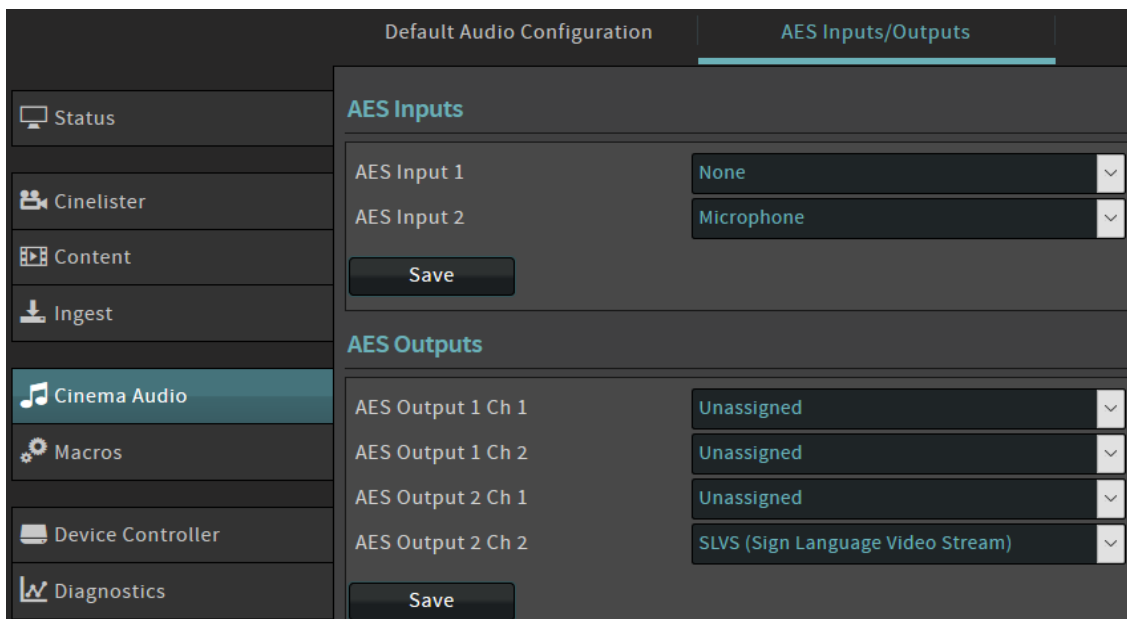 Default Audio Configuration
AES Inputs/Outputs
Status
Cinelister
Content
Ingest
Cinema Audio
Macros
Device Controller
Diagnostics
AES Inputs
AES Input 1 None
AES Input 2 Microphone
Save
AES Outputs
AES Output 1 Ch 1 Unassigned
AES Output 1 Ch 2 Unassigned
AES Output 2 Ch 1 Unassigned
AES Output 2 Ch 2 SLVS (Sign Language Video Stream)
Save